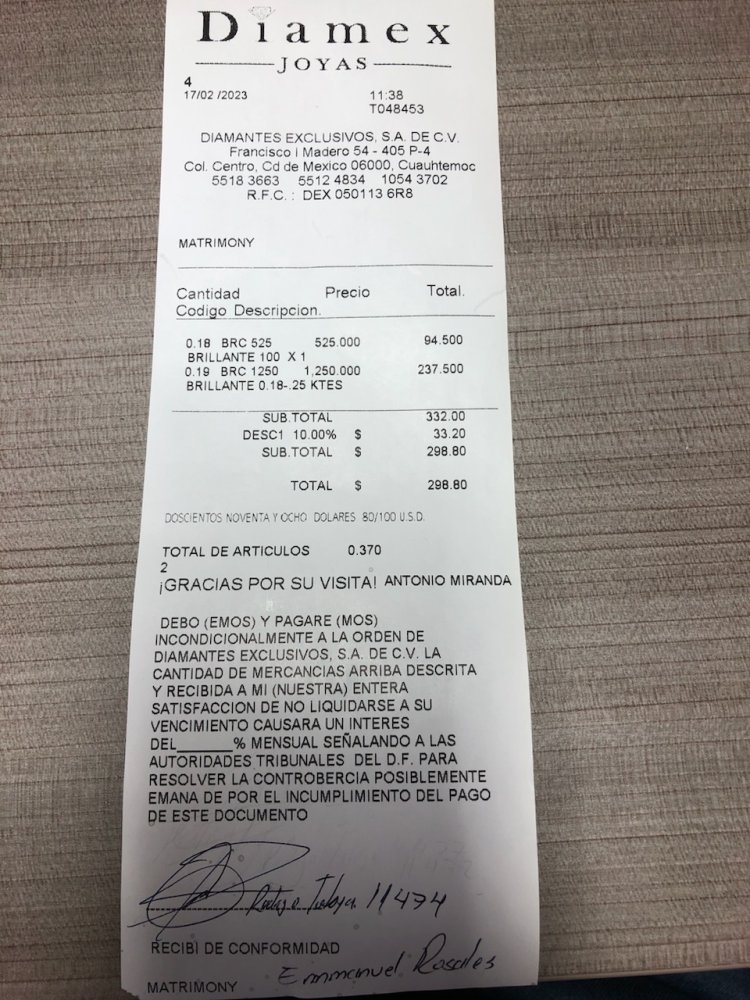 Diamex
JOYAS
4
17/02 /2023 11:38
T048453
DIAMANTES EXCLUSIVOS, S.A. DE C.V.
Francisco I Madero 54 - 405 P-4
Col. Centro, Cd de Mexico 06000, Cuauhtemoc
5518 3663 5512 4834 1054 3702
R.F.C. : DEX 050113 6R8
MATRIMONY
Cantidad Precio Total.
Codigo Descripcion.
0.18 BRC 525 525.000 94.500
BRILLANTE 100 X 1
0.19 BRC 1250 1,250.000 237.500
BRILLANTE 0.18-.25 KTES
SUB.TOTAL 332.00
DESC1 10.00% $ 33.20
SUB.TOTAL $ 298.80
TOTAL $ 298.80
DOSCIENTOS NOVENTA Y OCHO DOLARES 80/100 U.S.D.
TOTAL DE ARTICULOS 0.370
2
¡GRACIAS POR SU VISITA! ANTONIO MIRANDA
DEBO (EMOS) Y PAGARE (MOS)
INCONDICIONALMENTE A LA ORDEN DE
DIAMANTES EXCLUSIVOS, S.A. DE C.V. LA
CANTIDAD DE MERCANCIAS ARRIBA DESCRITA
Y RECIBIDA A MI (NUESTRA) ENTERA
SATISFACCION DE NO LIQUIDARSE A SU
VENCIMIENTO CAUSARA UN INTERES
DEL______% MENSUAL SEÑALANDO A LAS
AUTORIDADES TRIBUNALES DEL D.F. PARA
RESOLVER LA CONTROBERCIA POSIBLEMENTE
EMANA DE POR EL INCUMPLIMIENTO DEL PAGO
DE ESTE DOCUMENTO
11474
RECIBI DE CONFORMIDAD
MATRIMONY Emmanuel Rosales